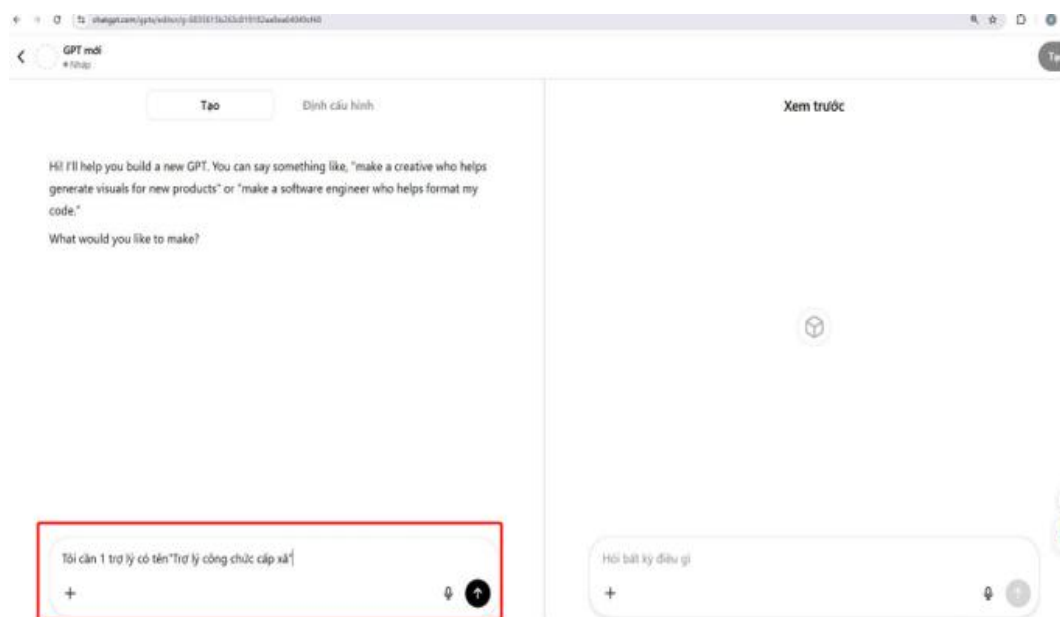 GPT mới
Nháp
Tạo
Định cấu hình
Xem trước
Hi! I'll help you build a new GPT. You can say something like, "make a creative who helps
generate visuals for new products" or "make a software engineer who helps format my
code."
What would you like to make?
Tôi cần 1 trợ lý có tên"Trợ lý công chức cấp xã"
Hỏi bất kỳ điều gì